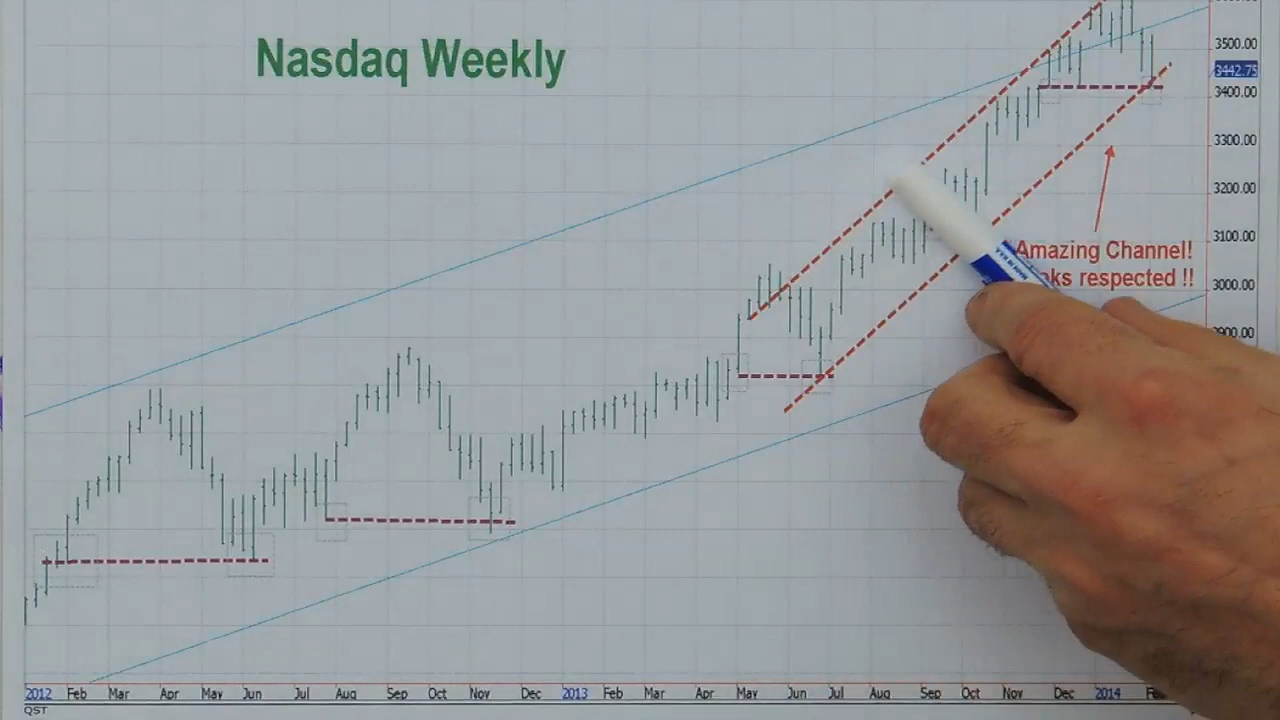 Nasdaq Weekly
3500.00
3442.75
3400.00
3300.00
3200.00
3100.00
3000.00
Amazing Channel!
respected !!
2012 Feb Mar Apr May Jun Jul Aug Sep Oct Nov Dec 2013 Feb Mar Apr May Jun Jul Aug Sep Oct Nov Dec 2014
QST